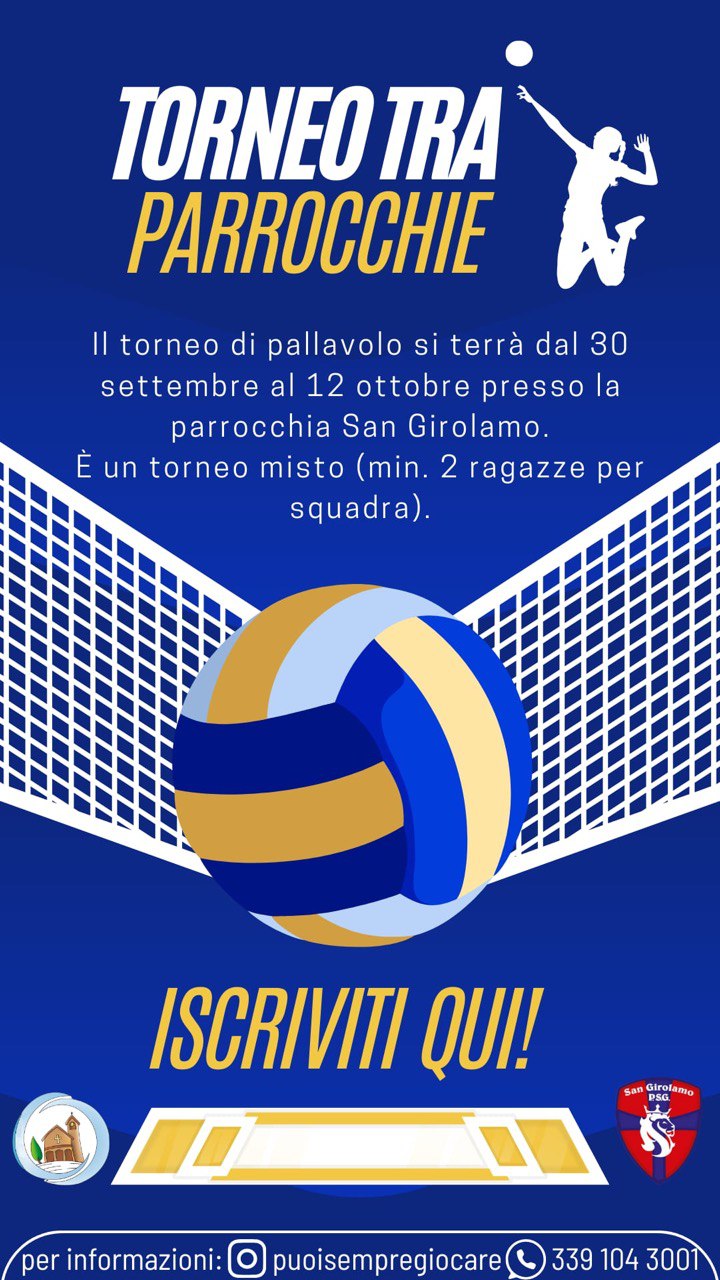 TORNEO TRA
PARROCCHIE
Il torneo di pallavolo si terrà dal 30
settembre al 12 ottobre presso la
parrocchia San Girolamo.
È un torneo misto (min. 2 ragazze per
squadra).
ISCRIVITI QUI!
San Girolamo
P.S.G.
per informazioni: puoisempregiocare 339 104 3001